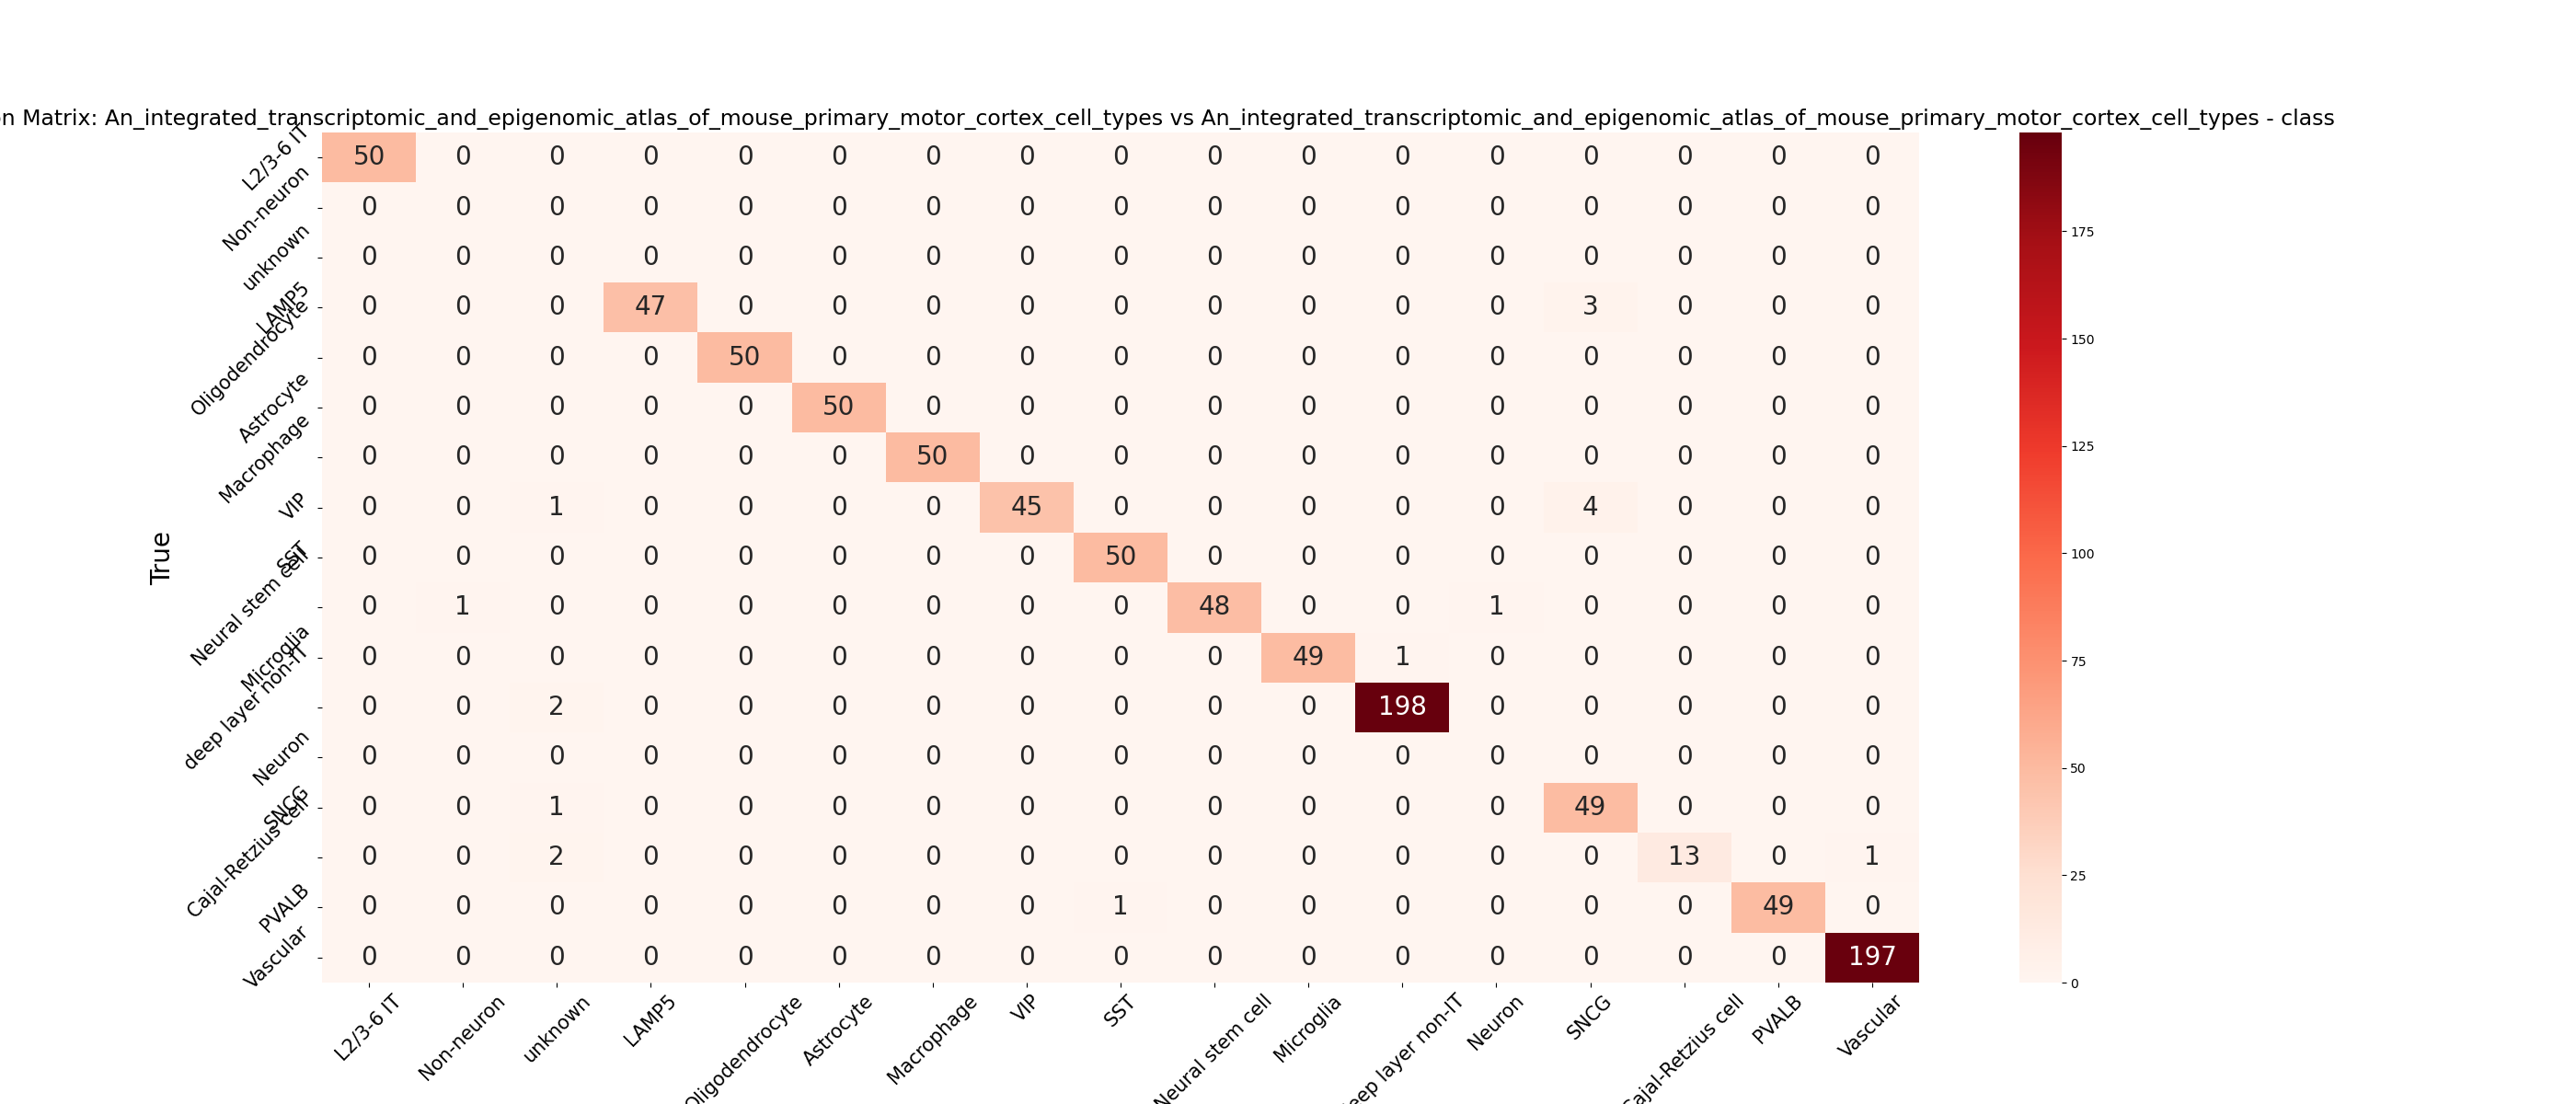 n Matrix: An_integrated_transcriptomic_and_epigenomic_atlas_of_mouse_primary_motor_cortex_cell_types vs An_integrated_transcriptomic_and_epigenomic_atlas_of_mouse_primary_motor_cortex_cell_types - class
L2/3-6 IT 50 0 0 0 0 0 0 0 0 0 0 0 0 0 0 0 0
Non-neuron 0 0 0 0 0 0 0 0 0 0 0 0 0 0 0 0 0
unknown 0 0 0 0 0 0 0 0 0 0 0 0 0 0 0 0 0
LAMP5 0 0 0 47 0 0 0 0 0 0 0 0 0 3 0 0 0
Oligodendrocyte 0 0 0 0 50 0 0 0 0 0 0 0 0 0 0 0 0
Astrocyte 0 0 0 0 0 50 0 0 0 0 0 0 0 0 0 0 0
Macrophage 0 0 0 0 0 0 50 0 0 0 0 0 0 0 0 0 0
VIP 0 0 1 0 0 0 0 45 0 0 0 0 0 4 0 0 0
SST 0 0 0 0 0 0 0 0 50 0 0 0 0 0 0 0 0
Neural stem cell 0 1 0 0 0 0 0 0 0 48 0 0 1 0 0 0 0
Microglia 0 0 0 0 0 0 0 0 0 0 49 1 0 0 0 0 0
deep layer non-IT 0 0 2 0 0 0 0 0 0 0 0 198 0 0 0 0 0
Neuron 0 0 0 0 0 0 0 0 0 0 0 0 0 0 0 0 0
SNCG 0 0 1 0 0 0 0 0 0 0 0 0 0 49 0 0 0
Cajal-Retzius cell 0 0 2 0 0 0 0 0 0 0 0 0 0 0 13 0 1
PVALB 0 0 0 0 0 0 0 0 1 0 0 0 0 0 0 49 0
Vascular 0 0 0 0 0 0 0 0 0 0 0 0 0 0 0 0 197
True
L2/3-6 IT
Non-neuron
unknown
LAMP5
Oligodendrocyte
Astrocyte
Macrophage
VIP
SST
Neural stem cell
Microglia
eep layer non-IT
Neuron
SNCG
Cajal-Retzius cell
PVALB
Vascular
175
150
125
100
75
50
25
0